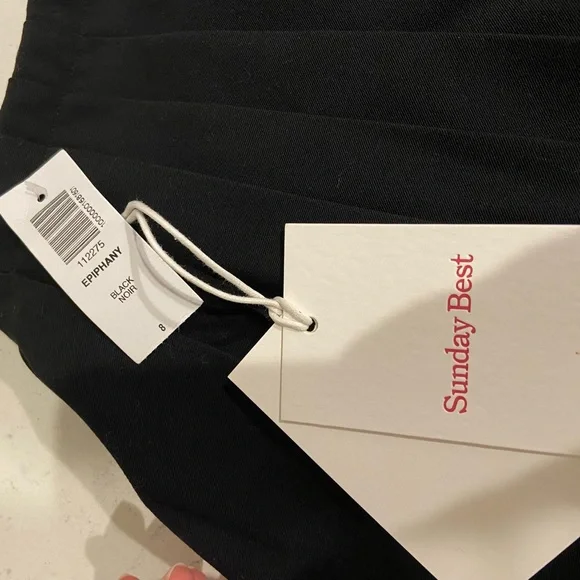 112275
EPIPHANY
BLACK
NOIR
8
Sunday Best